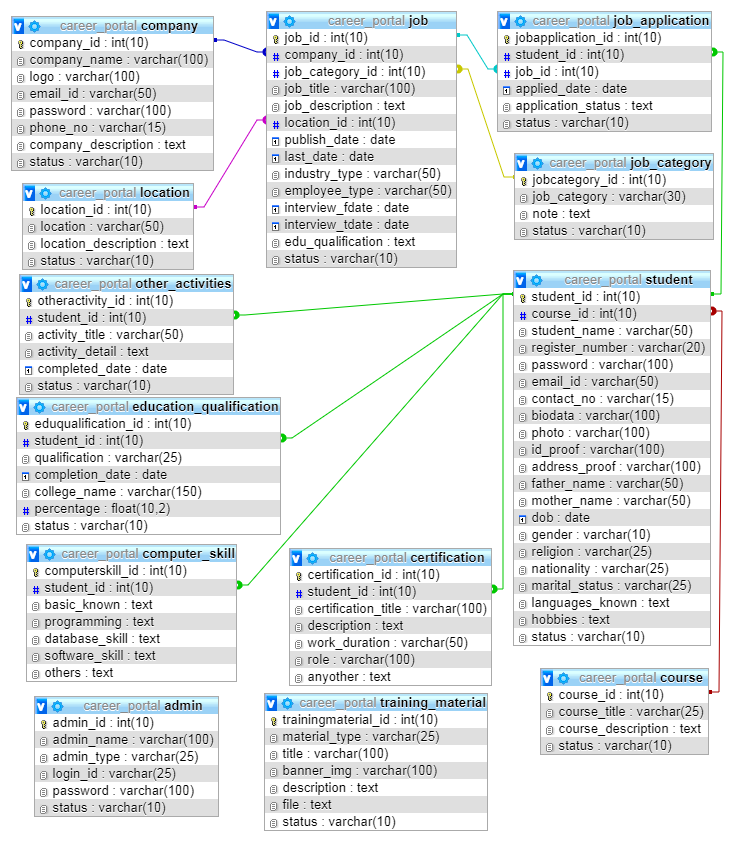 career_portal company
company_id : int(10)
company_name : varchar(100)
logo : varchar(100)
email_id : varchar(50)
password : varchar(100)
phone_no : varchar(15)
company_description : text
status : varchar(10)
career_portal job
job_id : int(10)
company_id : int(10)
job_category_id : int(10)
job_title : varchar(100)
job_description : text
location_id : int(10)
publish_date : date
last_date : date
industry_type : varchar(50)
employee_type : varchar(50)
interview_fdate : date
interview_tdate : date
edu_qualification : text
status : varchar(10)
career_portal job_application
jobapplication_id : int(10)
student_id : int(10)
job_id : int(10)
applied_date : date
application_status : text
status : varchar(10)
career_portal job_category
jobcategory_id : int(10)
job_category : varchar(30)
note : text
status : varchar(10)
career_portal location
location_id : int(10)
location : varchar(50)
location_description : text
status : varchar(10)
career_portal other_activities
otheractivity_id : int(10)
student_id : int(10)
activity_title : varchar(50)
activity_detail : text
completed_date : date
status : varchar(10)
career_portal student
student_id : int(10)
course_id : int(10)
student_name : varchar(50)
register_number : varchar(20)
password : varchar(100)
email_id : varchar(50)
contact_no : varchar(15)
biodata : varchar(100)
photo : varchar(100)
id_proof : varchar(100)
address_proof : varchar(100)
father_name : varchar(50)
mother_name : varchar(50)
dob : date
gender : varchar(10)
religion : varchar(25)
nationality : varchar(25)
marital_status : varchar(25)
languages_known : text
hobbies : text
status : varchar(10)
career_portal education_qualification
eduqualification_id : int(10)
student_id : int(10)
qualification : varchar(25)
completion_date : date
college_name : varchar(150)
percentage : float(10,2)
status : varchar(10)
career_portal computer_skill
computerskill_id : int(10)
student_id : int(10)
basic_known : text
programming : text
database_skill : text
software_skill : text
others : text
career_portal certification
certification_id : int(10)
student_id : int(10)
certification_title : varchar(100)
description : text
work_duration : varchar(50)
role : varchar(100)
anyother : text
career_portal course
course_id : int(10)
course_title : varchar(25)
course_description : text
status : varchar(10)
career_portal admin
admin_id : int(10)
admin_name : varchar(100)
admin_type : varchar(25)
login_id : varchar(25)
password : varchar(100)
status : varchar(10)
career_portal training_material
trainingmaterial_id : int(10)
material_type : varchar(25)
title : varchar(100)
banner_img : varchar(100)
description : text
file : text
status : varchar(10)